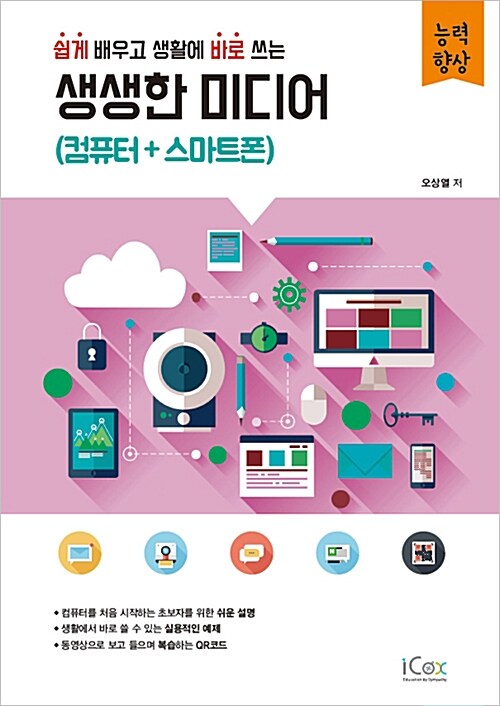 쉽게 배우고 생활에 바로 쓰는
능력
향상
생생한 미디어
(컴퓨터 + 스마트폰)
오상열 저
컴퓨터를 처음 시작하는 초보자를 위한 쉬운 설명
생활에서 바로 쓸 수 있는 실용적인 예제
동영상으로 보고 들으며 복습하는 QR코드
iCox
Education by Sympathy